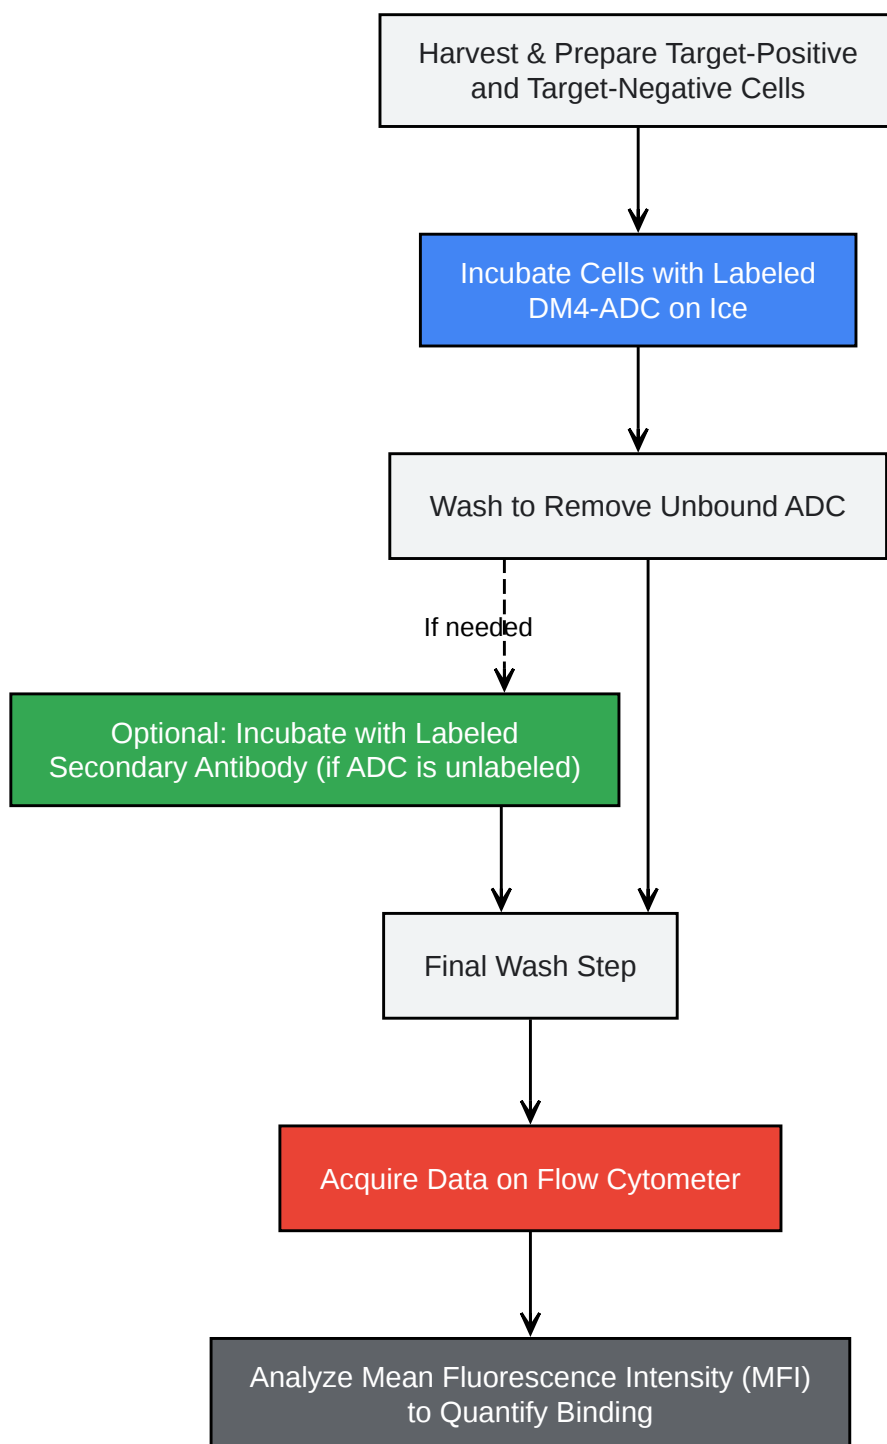 Harvest & Prepare Target-Positive
and Target-Negative Cells
Incubate Cells with Labeled
DM4-ADC on Ice
Wash to Remove Unbound ADC
If needed
Optional: Incubate with Labeled
Secondary Antibody (if ADC is unlabeled)
Final Wash Step
Acquire Data on Flow Cytometer
Analyze Mean Fluorescence Intensity (MFI)
to Quantify Binding